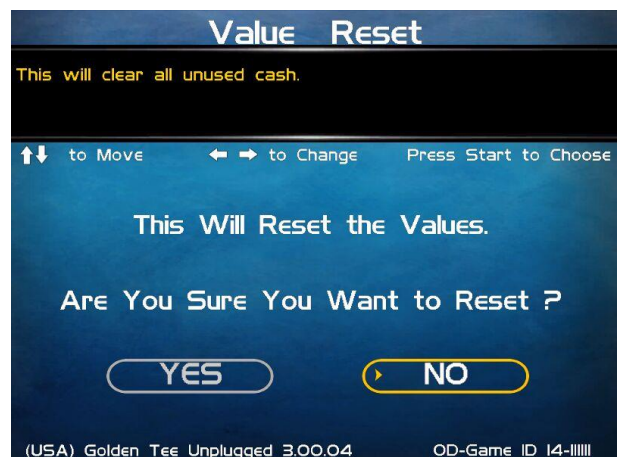 Value Reset
This will clear all unused cash.
to Move to Change Press Start to Choose
This Will Reset the Values.
Are You Sure You Want to Reset ?
YES NO
(USA) Golden Tee Unplugged 3.00.04 OD-Game ID 14-111111